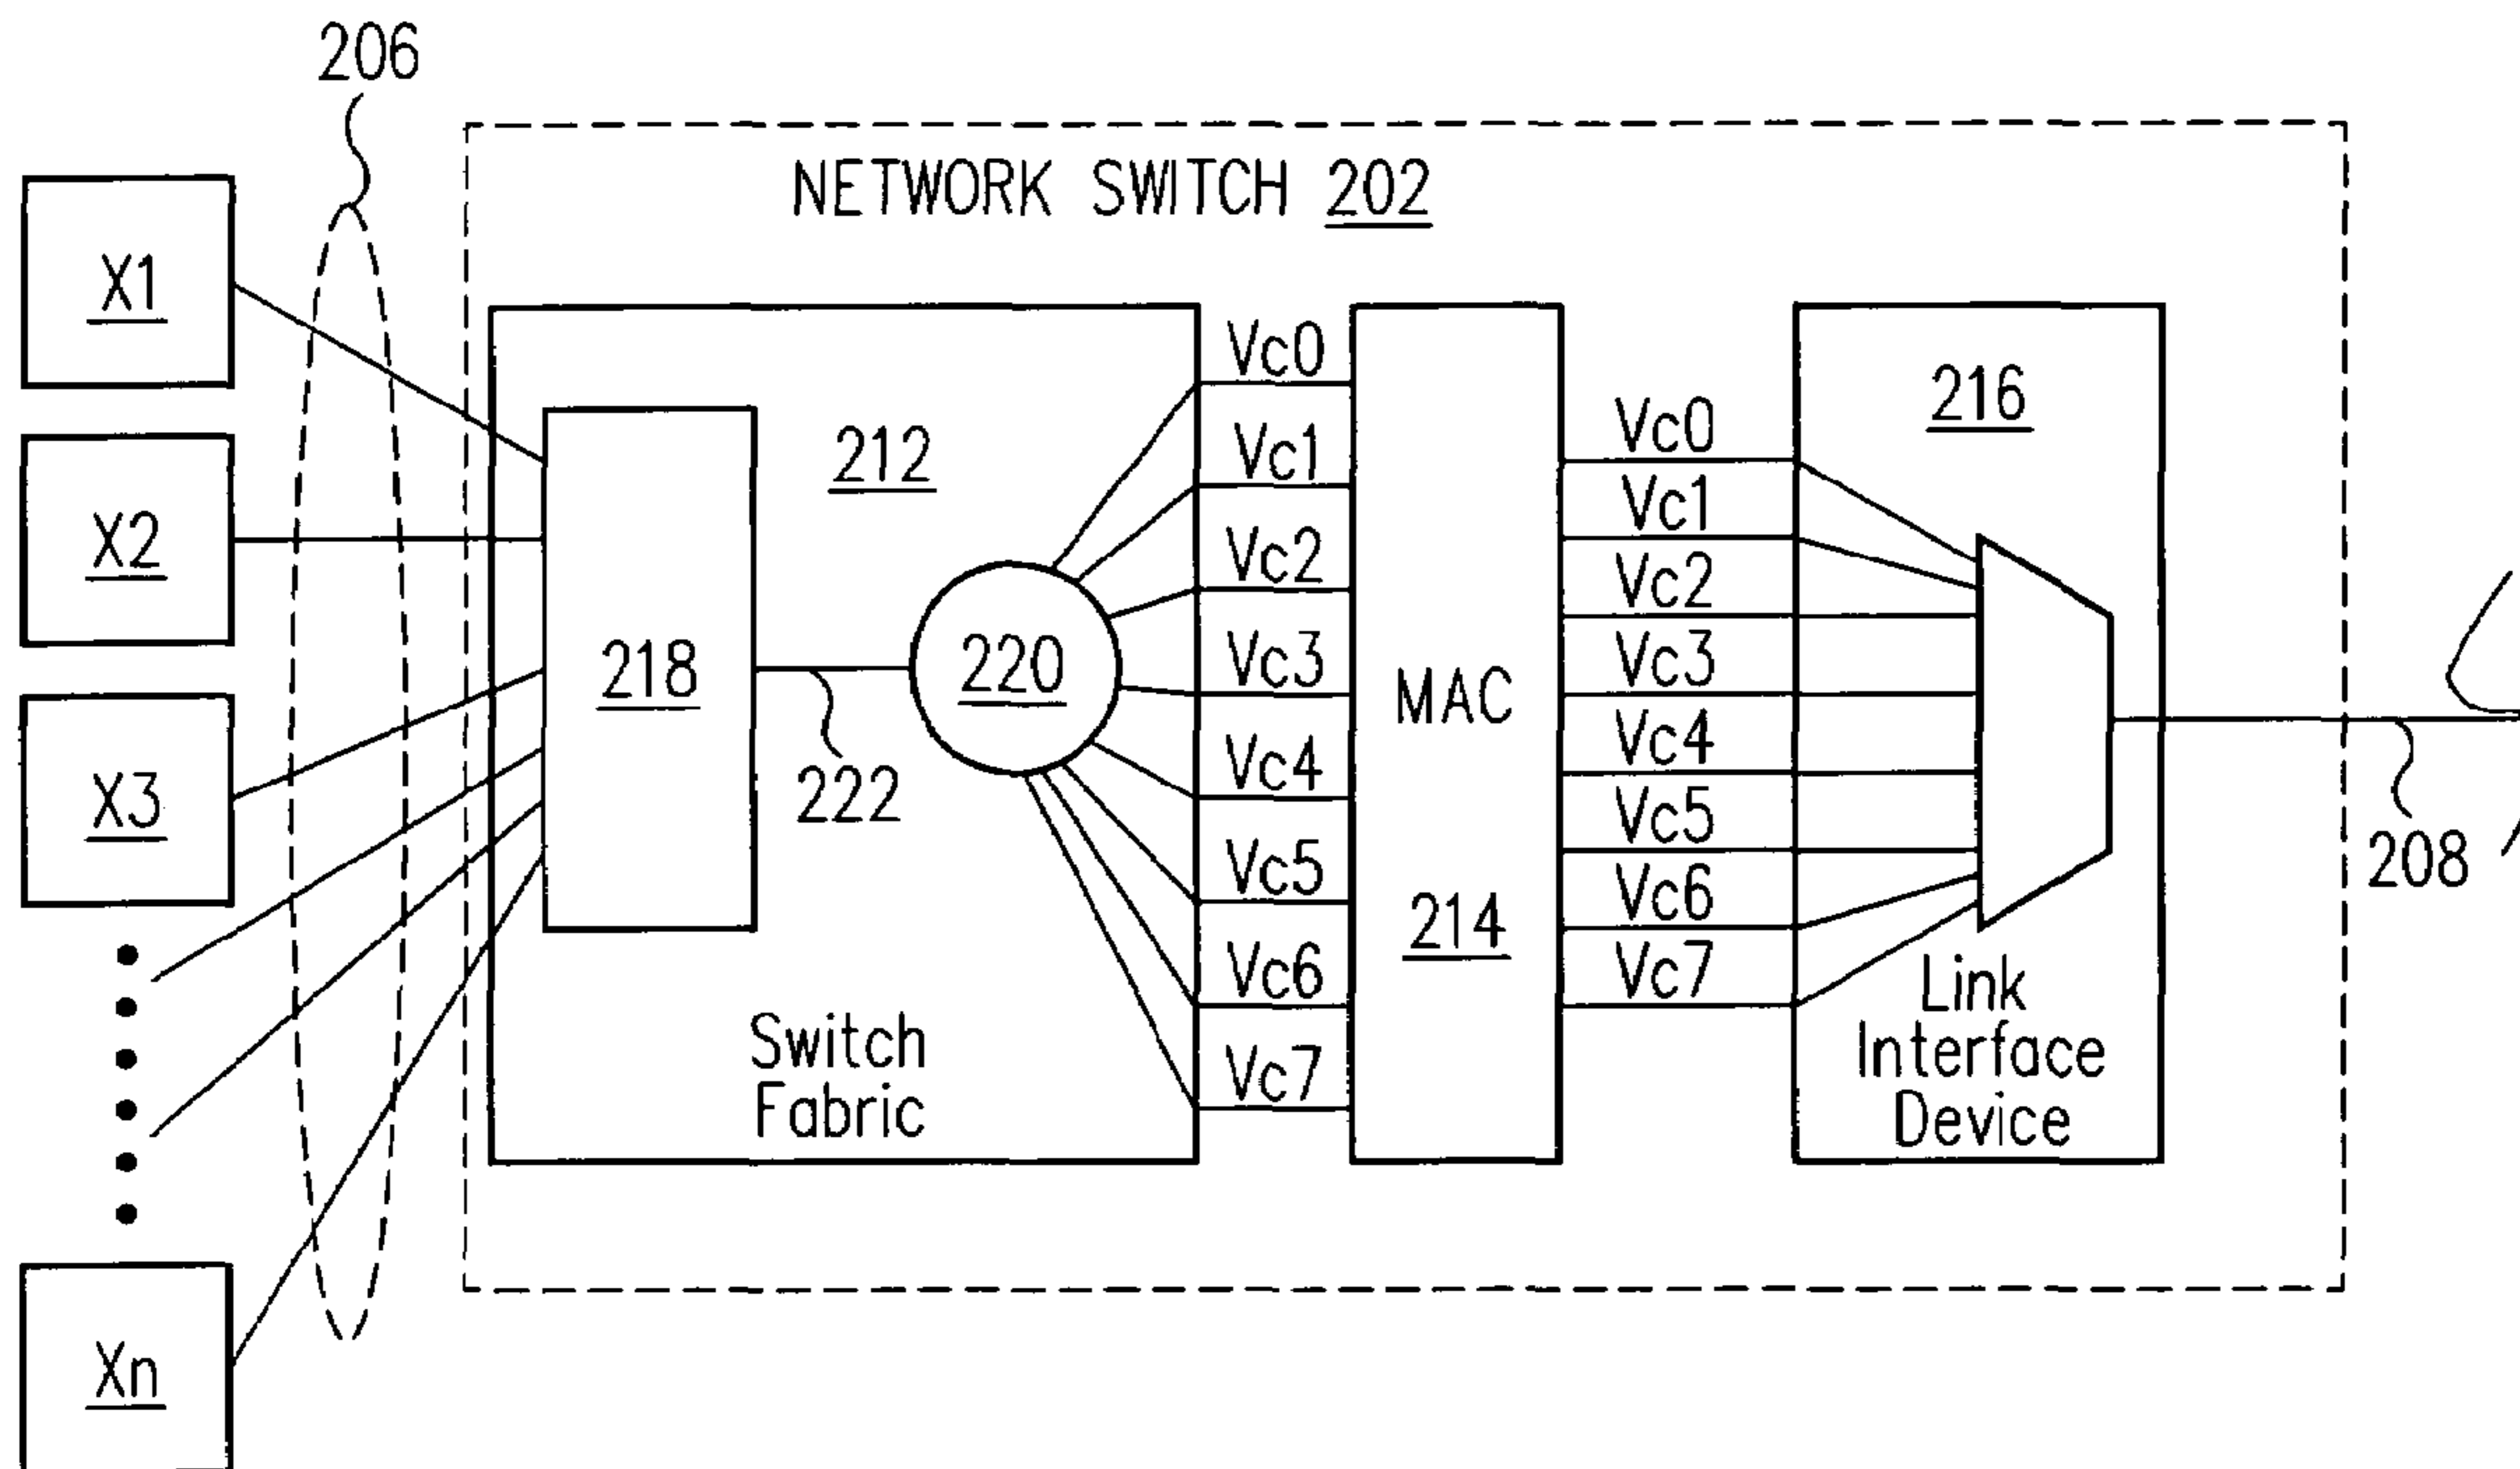 206
NETWORK SWITCH 202
X1
X2
X3
Xn
212
218
220
222
Switch
Fabric
Vc0
Vc1
Vc2
Vc3
Vc4
Vc5
Vc6
Vc7
MAC
214
Vc0
Vc1
Vc2
Vc3
Vc4
Vc5
Vc6
Vc7
216
Link
Interface
Device
208